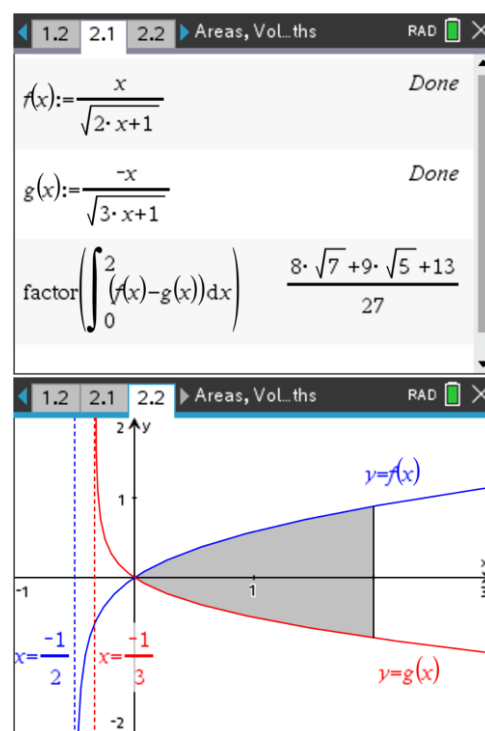 1.2 2.1 2.2 Areas, Vol...ths RAD
f(x):=x/√(2·x+1) Done
g(x):=-x/√(3·x+1) Done
factor(∫₀²(f(x)-g(x))dx) (8·√7+9·√5+13)/27
1.2 2.1 2.2 Areas, Vol...ths RAD
2 y
y=f(x)
1
x
-1 1 3
x=-1/2 x=-1/3
y=g(x)
-2